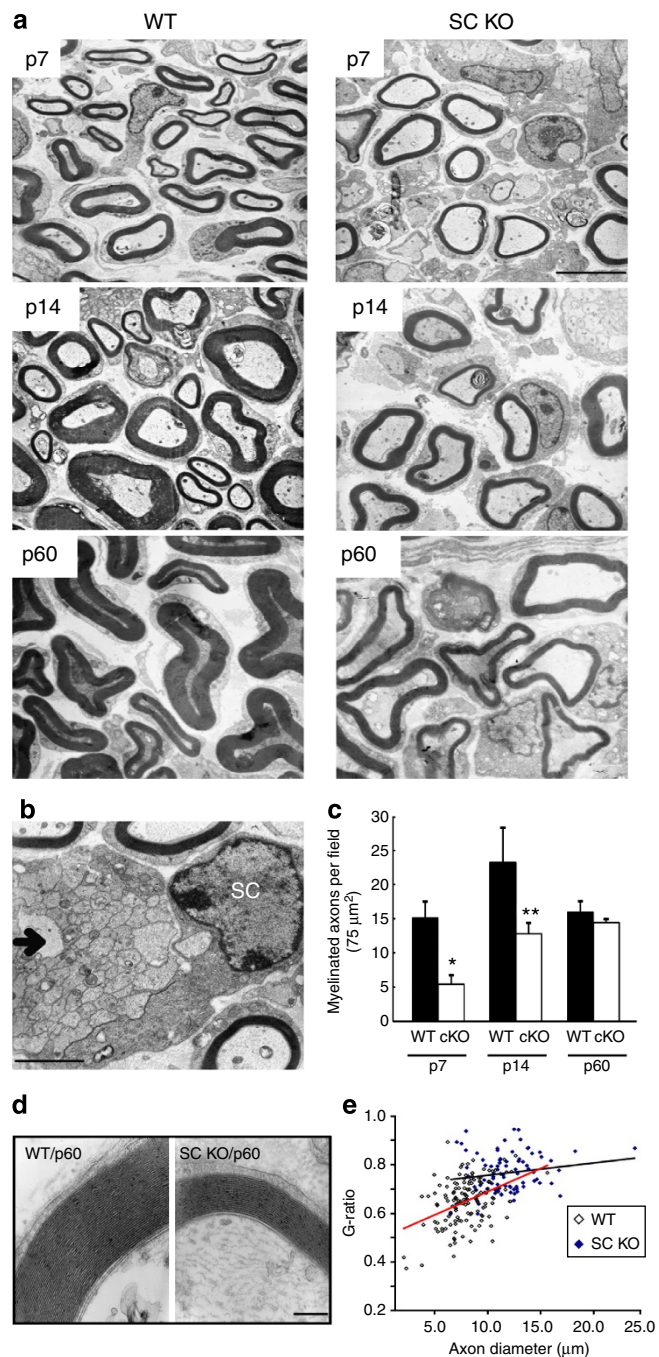 a
WT SC KO
p7 p7
p14 p14
p60 p60
b
SC
c
Myelinated axons per field
(75 μm2)
30
25
20
15
10
5
0
*
**
WT cKO WT cKO WT cKO
p7 p14 p60
d
WT/p60 SC KO/p60
e
G-ratio
1.0
0.8
0.6
0.4
0.2
WT
SC KO
5.0 10.0 15.0 20.0 25.0
Axon diameter (μm)